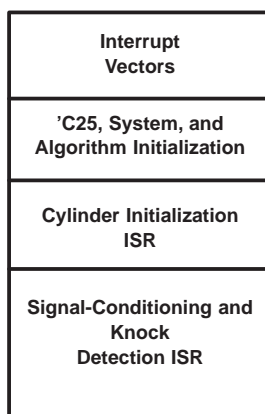 Interrupt
Vectors
’C25, System, and
Algorithm Initialization
Cylinder Initialization
ISR
Signal-Conditioning and
Knock
Detection ISR